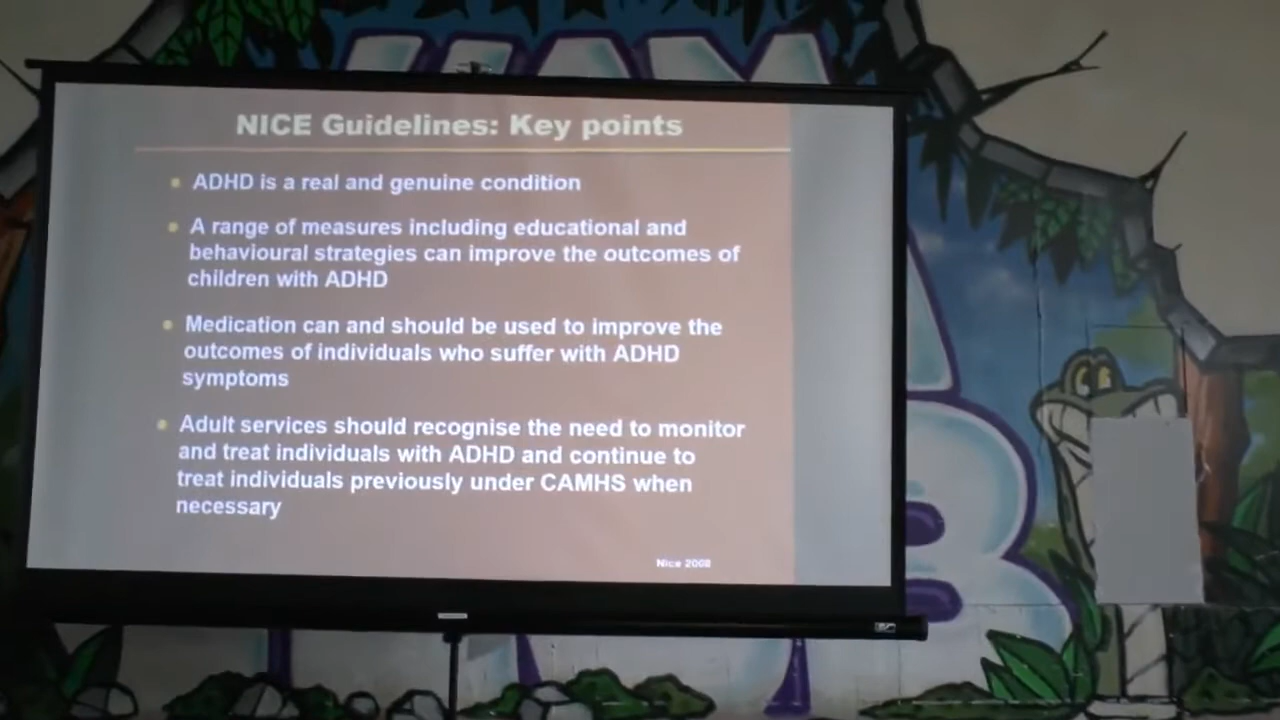 NICE Guidelines: Key points
ADHD is a real and genuine condition
A range of measures including educational and
behavioural strategies can improve the outcomes of
children with ADHD
Medication can and should be used to improve the
outcomes of individuals who suffer with ADHD
symptoms
Adult services should recognise the need to monitor
and treat individuals with ADHD and continue to
treat individuals previously under CAMHS when
necessary
Nice 2008